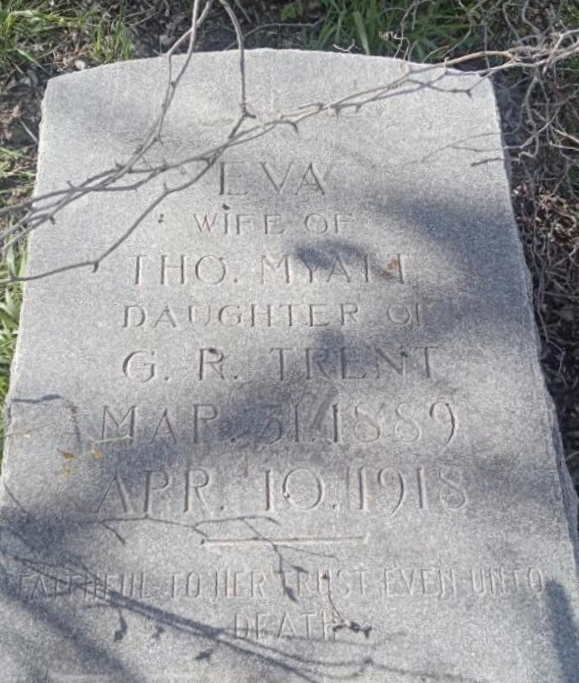 EVA
WIFE OF
THO. MYATT
DAUGHTER OF
G. R. TRENT
MAR. 31. 1889
APR. 10. 1918
FAITHFUL TO HER TRUST EVEN UNTO
DEATH